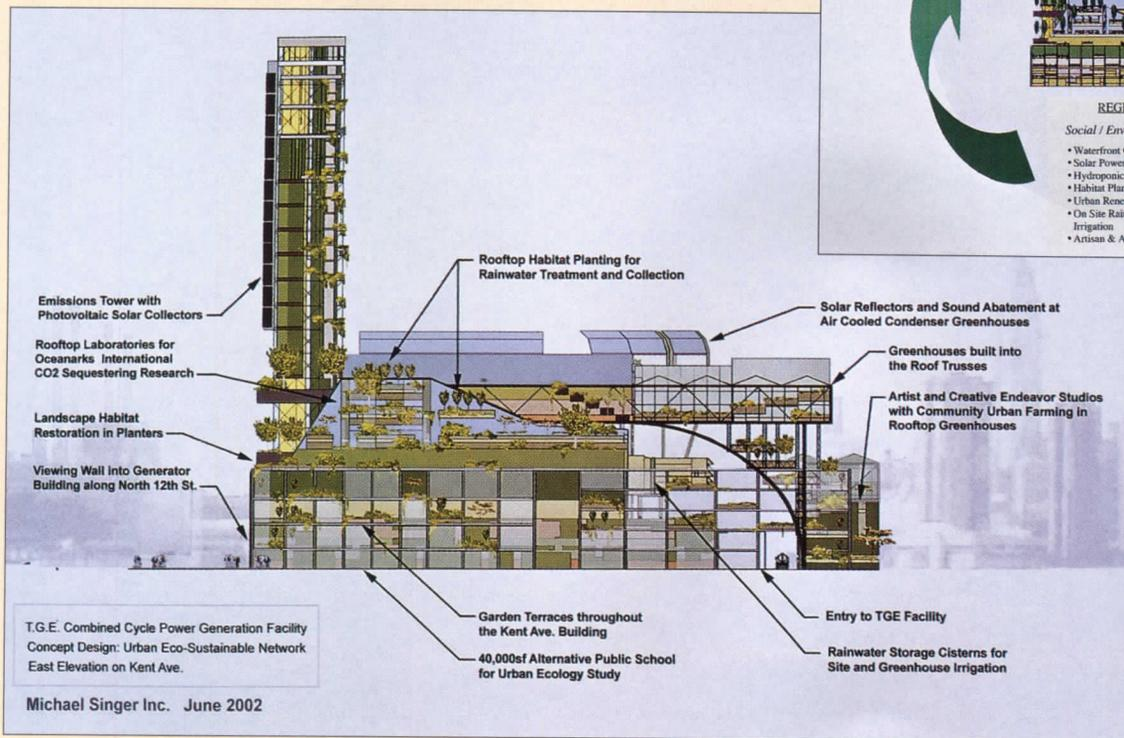 REG
Social / Env
• Waterfront
• Solar Power
• Hydroponic
• Habitat Plan
• Urban Rene
• On Site Rai
Irrigation
• Artisan & A
Emissions Tower with
Photovoltaic Solar Collectors
Rooftop Laboratories for
Oceanarks International
CO2 Sequestering Research
Landscape Habitat
Restoration in Planters
Viewing Wall into Generator
Building along North 12th St.
Rooftop Habitat Planting for
Rainwater Treatment and Collection
Solar Reflectors and Sound Abatement at
Air Cooled Condenser Greenhouses
Greenhouses built into
the Roof Trusses
Artist and Creative Endeavor Studios
with Community Urban Farming in
Rooftop Greenhouses
Garden Terraces throughout
the Kent Ave. Building
40,000sf Alternative Public School
for Urban Ecology Study
Entry to TGE Facility
Rainwater Storage Cisterns for
Site and Greenhouse Irrigation
T.G.E. Combined Cycle Power Generation Facility
Concept Design: Urban Eco-Sustainable Network
East Elevation on Kent Ave.
Michael Singer Inc. June 2002